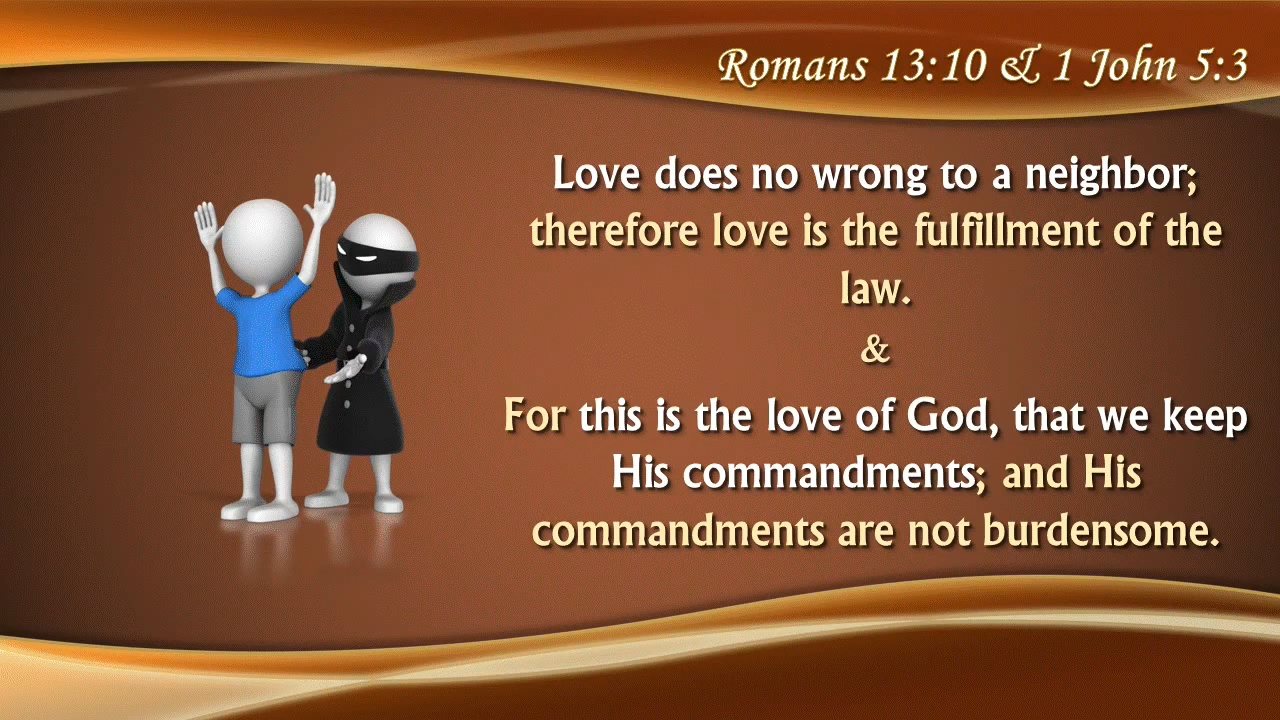 Romans 13:10 & 1 John 5:3
Love does no wrong to a neighbor;
therefore love is the fulfillment of the
law.
&
For this is the love of God, that we keep
His commandments; and His
commandments are not burdensome.